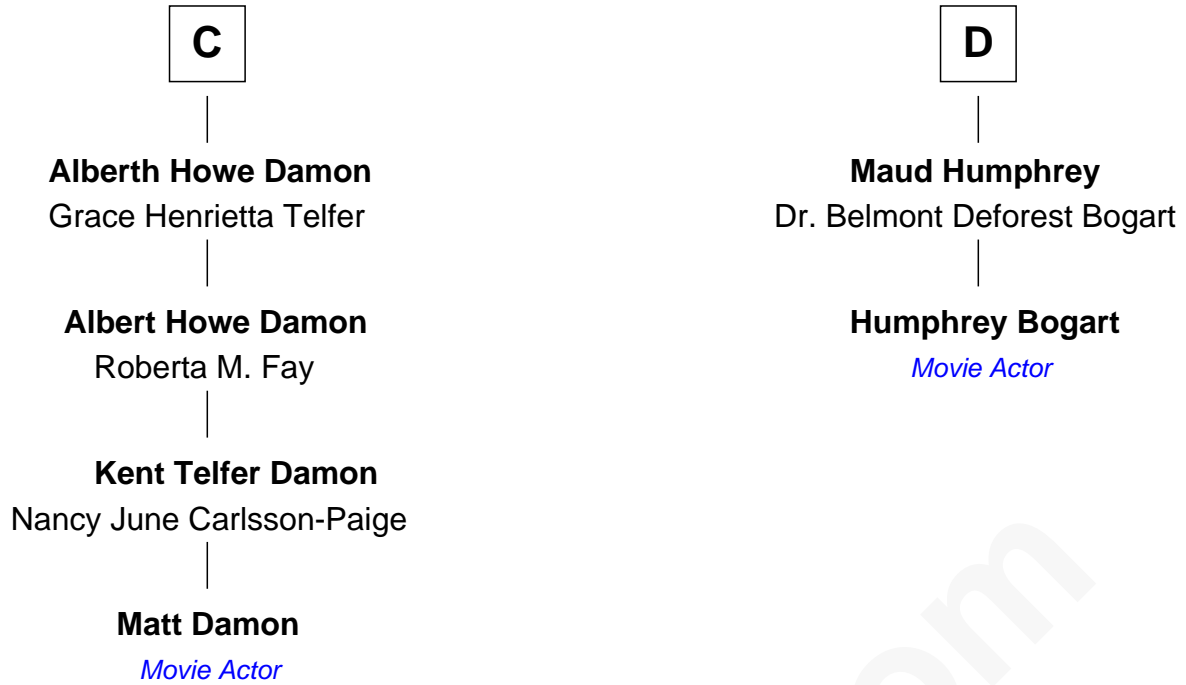 C
Alberth Howe Damon
Grace Henrietta Telfer
Albert Howe Damon
Roberta M. Fay
Kent Telfer Damon
Nancy June Carlsson-Paige
Matt Damon
Movie Actor
D
Maud Humphrey
Dr. Belmont Deforest Bogart
Humphrey Bogart
Movie Actor
om